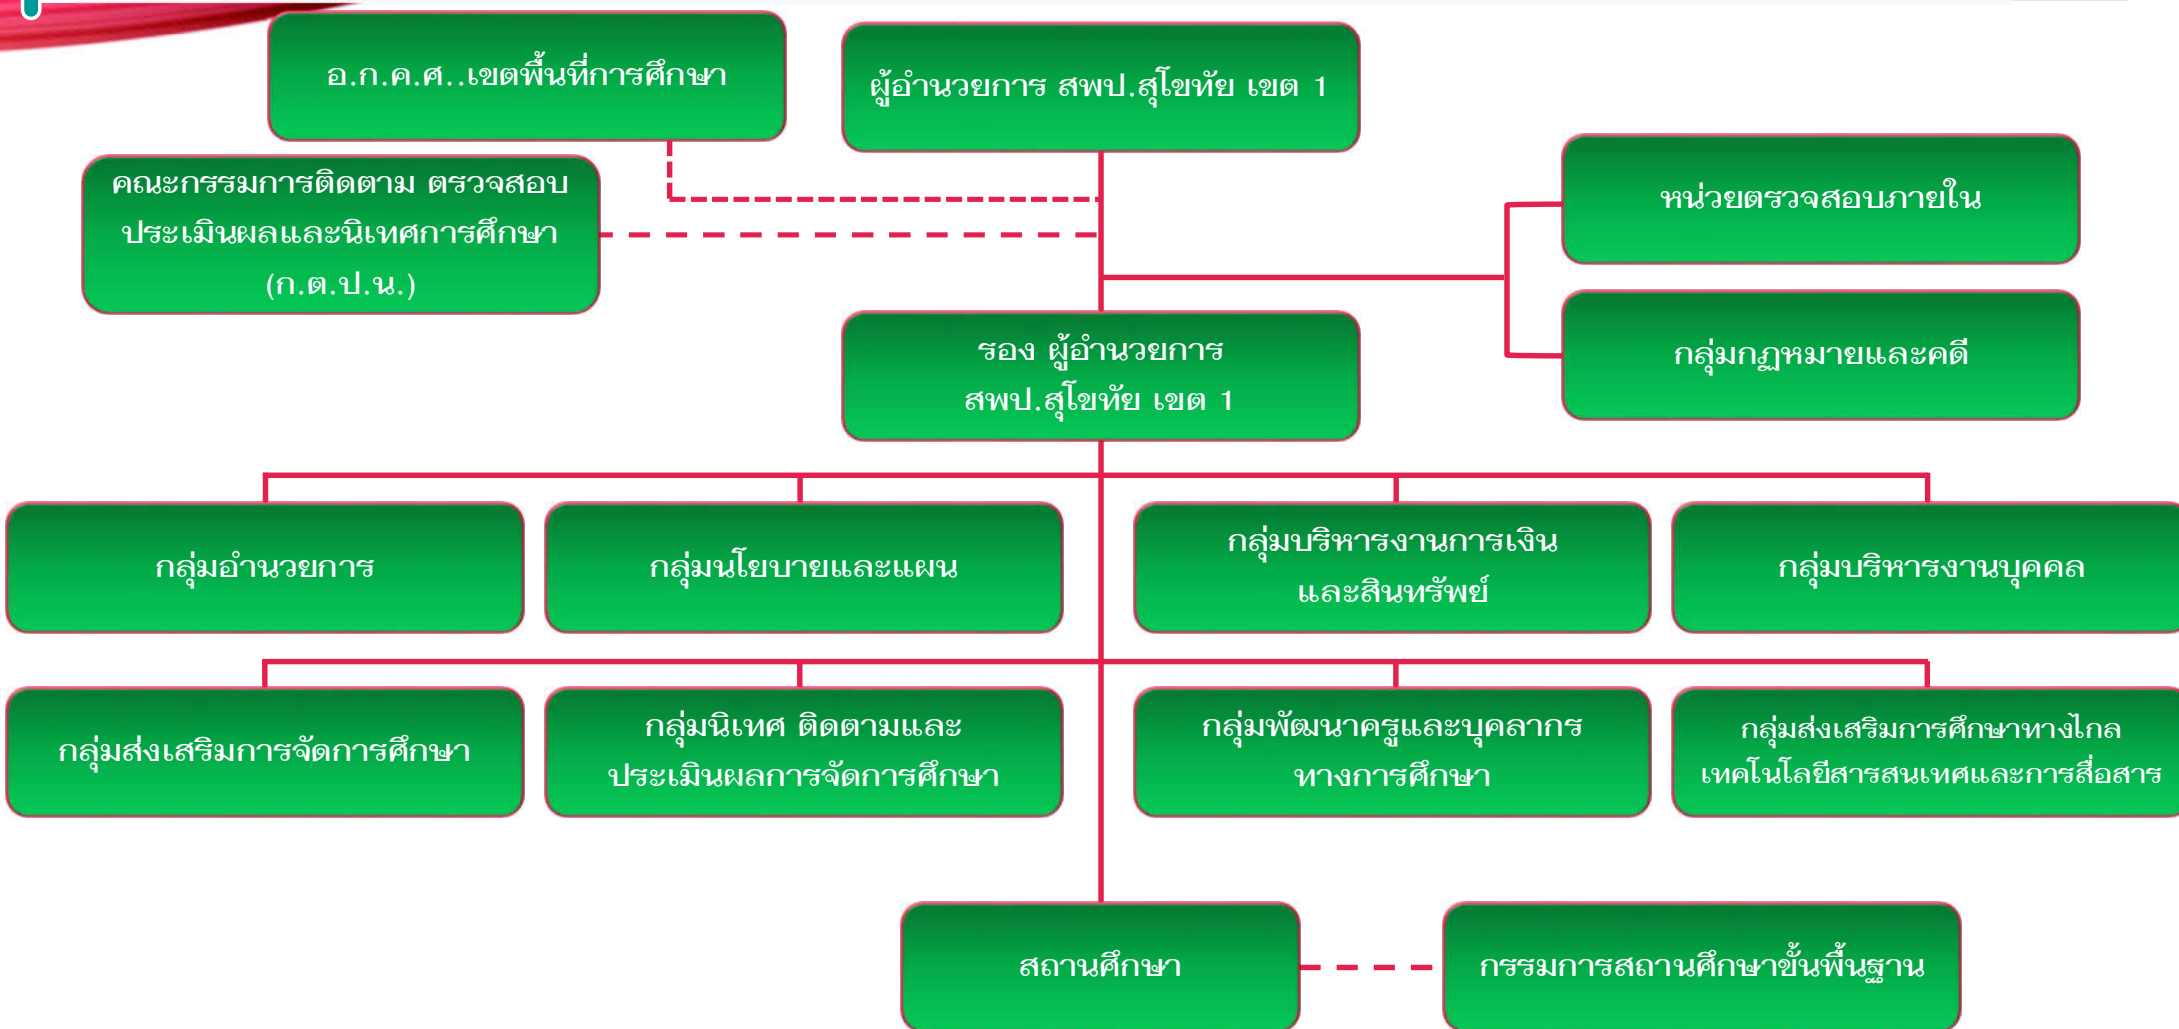 อ.ก.ค.ศ..เขตพื้นที่การศึกษา
ผู้อำนวยการ สพป.สุโขทัย เขต 1
คณะกรรมการติดตาม ตรวจสอบ
ประเมินผลและนิเทศการศึกษา
(ก.ต.ป.น.)
หน่วยตรวจสอบภายใน
กลุ่มกฎหมายและคดี
รอง ผู้อำนวยการ
สพป.สุโขทัย เขต 1
กลุ่มอำนวยการ
กลุ่มนโยบายและแผน
กลุ่มบริหารงานการเงิน
และสินทรัพย์
กลุ่มบริหารงานบุคคล
กลุ่มส่งเสริมการจัดการศึกษา
กลุ่มนิเทศ ติดตามและ
ประเมินผลการจัดการศึกษา
กลุ่มพัฒนาครูและบุคลากร
ทางการศึกษา
กลุ่มส่งเสริมการศึกษาทางไกล
เทคโนโลยีสารสนเทศและการสื่อสาร
สถานศึกษา
กรรมการสถานศึกษาขั้นพื้นฐาน